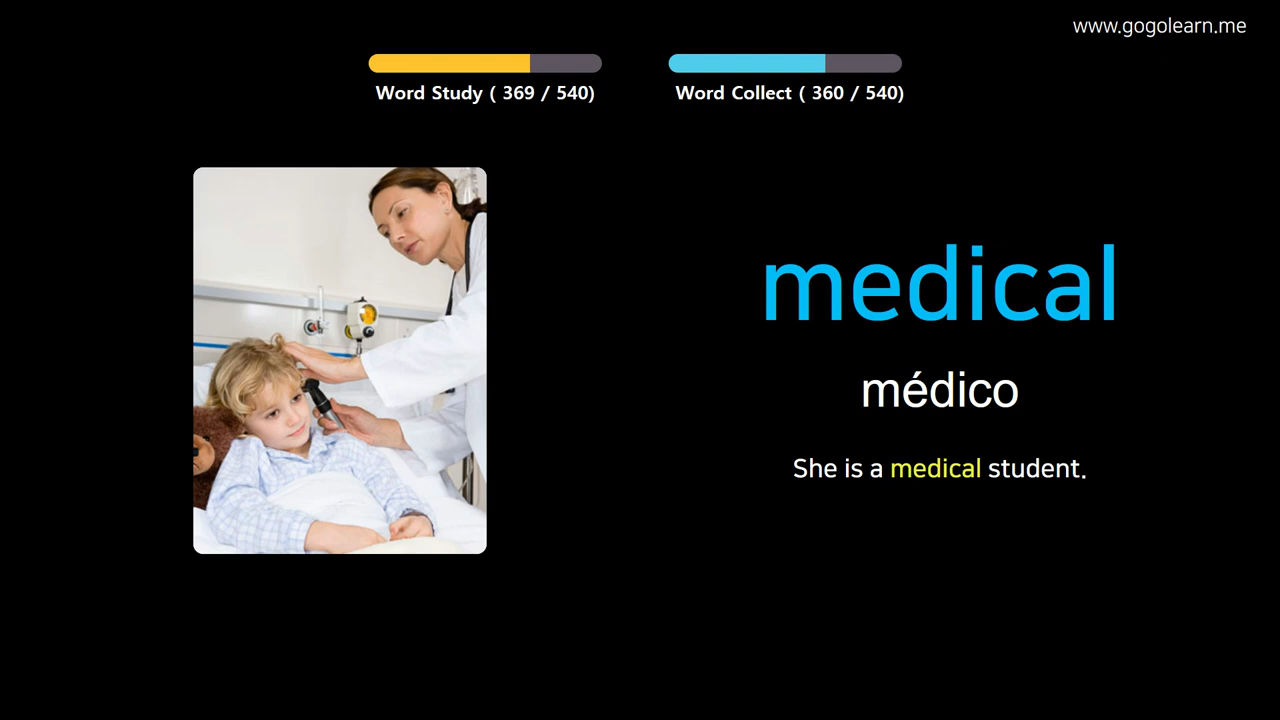 www.gogolearn.me
Word Study ( 369 / 540)
Word Collect ( 360 / 540)
medical
médico
She is a medical student.